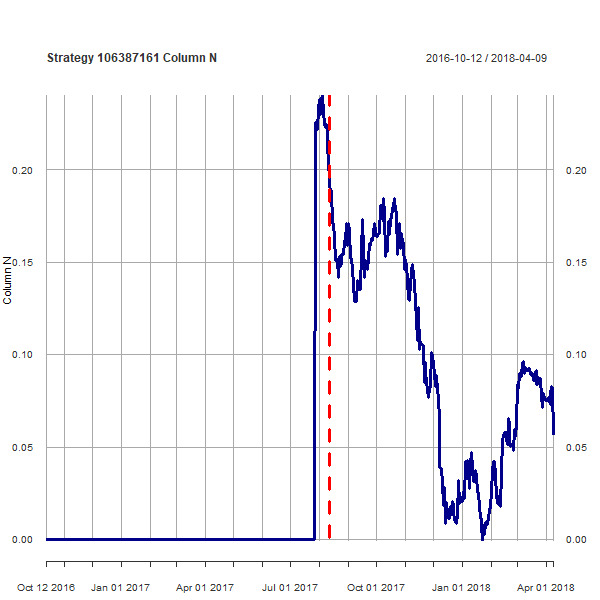 Strategy 106387161 Column N
2016-10-12 / 2018-04-09
0.20 0.20
0.15 0.15
Column N
0.10 0.10
0.05 0.05
0.00 0.00
Oct 12 2016 Jan 01 2017 Apr 01 2017 Jul 01 2017 Oct 01 2017 Jan 01 2018 Apr 01 2018